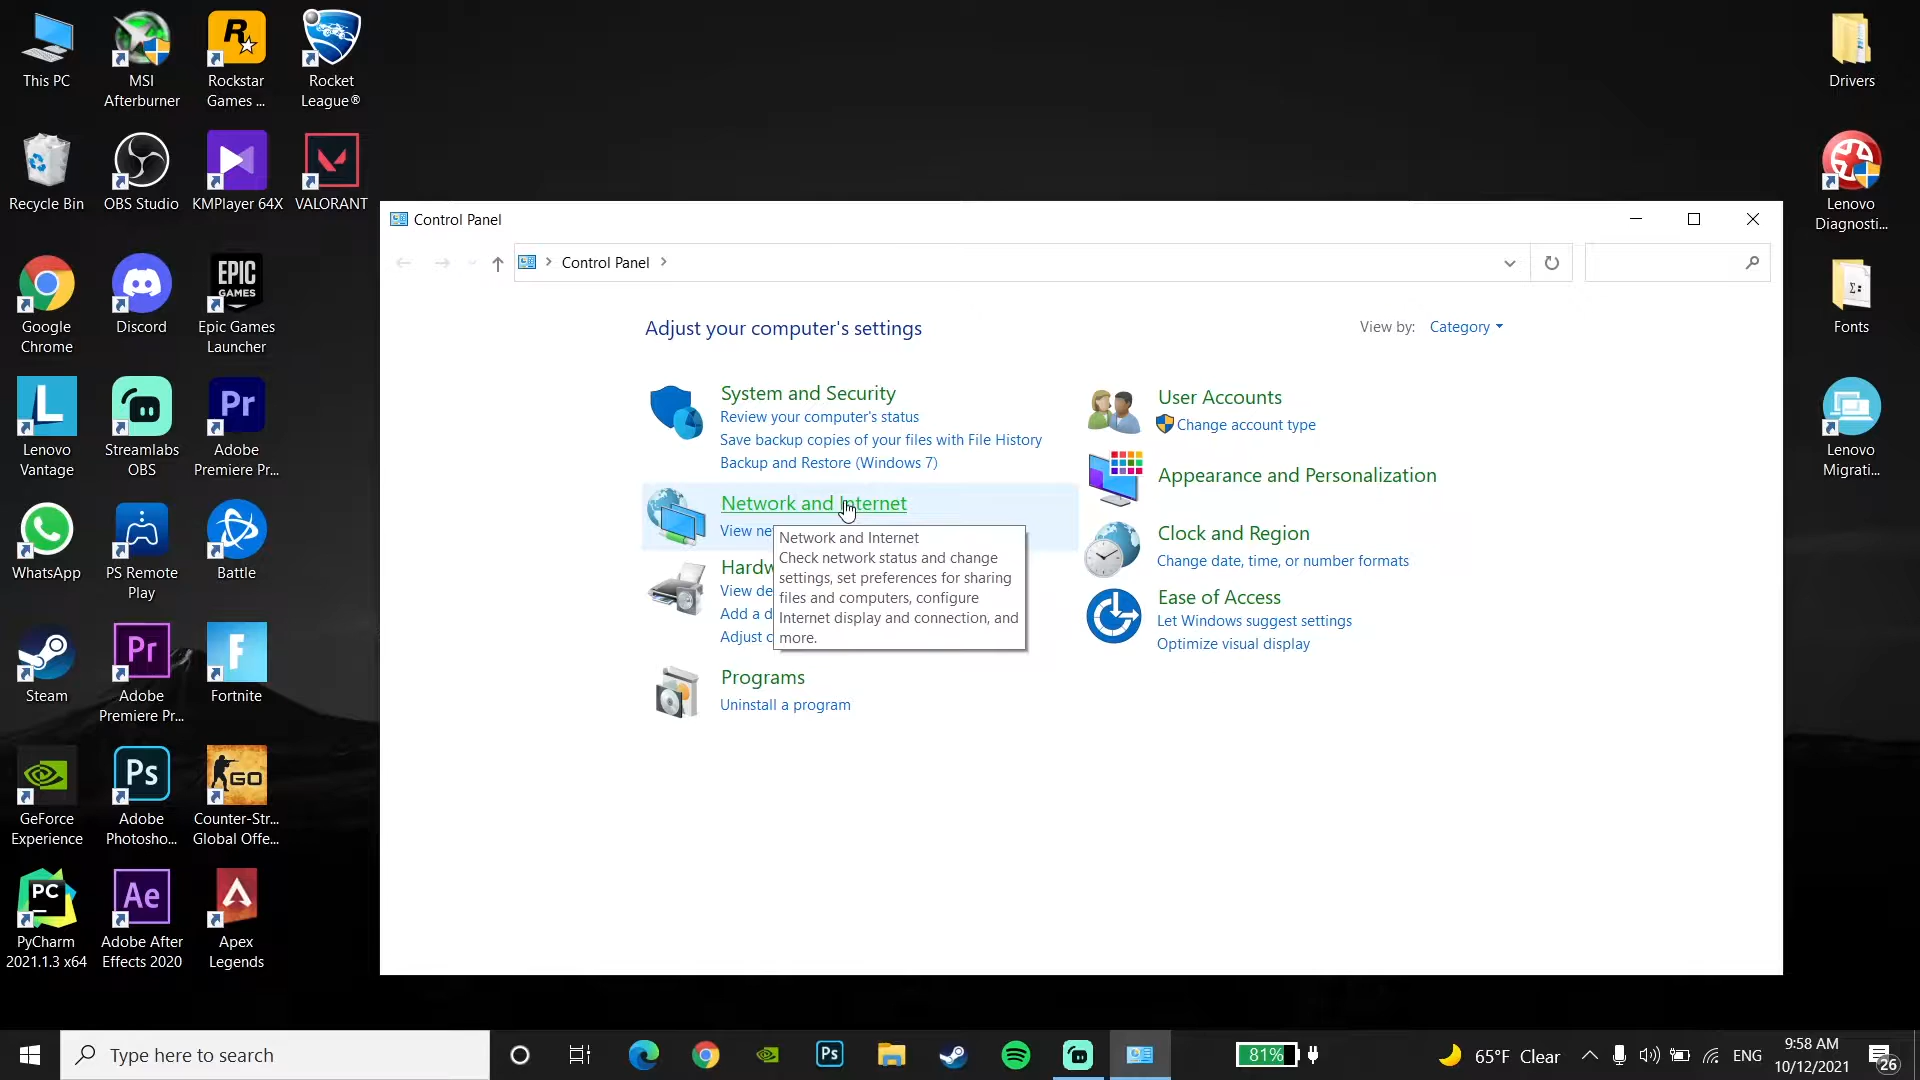 This PC
MSI
Afterburner
Rockstar
Games ...
Rocket
League®
Recycle Bin
OBS Studio
KMPlayer 64X
VALORANT
Google
Chrome
Discord
EPIC
GAMES
Epic Games
Launcher
L
Lenovo
Vantage
Streamlabs
OBS
Pr
Adobe
Premiere Pr...
WhatsApp
PS Remote
Play
Battle
Steam
Pr
Adobe
Premiere Pr...
F
Fortnite
GeForce
Experience
Ps
Adobe
Photosho...
GO
Counter-Str...
Global Offe...
PC
PyCharm
2021.1.3 x64
Ae
Adobe After
Effects 2020
Apex
Legends
Drivers
Lenovo
Diagnosti...
Fonts
Lenovo
Migrati...
Control Panel
Control Panel
Adjust your computer's settings
View by: Category
System and Security
Review your computer's status
Save backup copies of your files with File History
Backup and Restore (Windows 7)
Network and Internet
View ne
Network and Internet
Check network status and change
settings, set preferences for sharing
files and computers, configure
Internet display and connection, and
more.
Hardw
View de
Add a d
Adjust c
Programs
Uninstall a program
User Accounts
Change account type
Appearance and Personalization
Clock and Region
Change date, time, or number formats
Ease of Access
Let Windows suggest settings
Optimize visual display
Type here to search
Ps
81%
65°F Clear
ENG
9:58 AM
10/12/2021
26